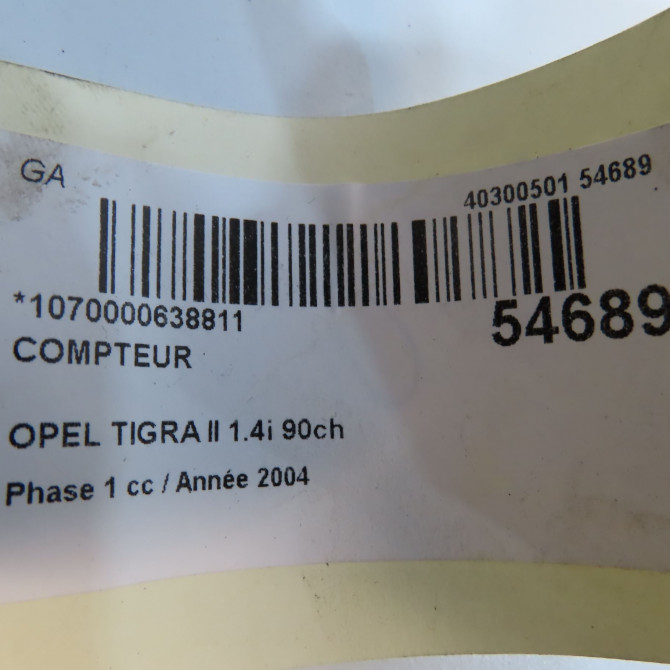 GA
40300501 54689
*1070000638811
54689
COMPTEUR
OPEL TIGRA II 1.4i 90ch
Phase 1 cc / Année 2004